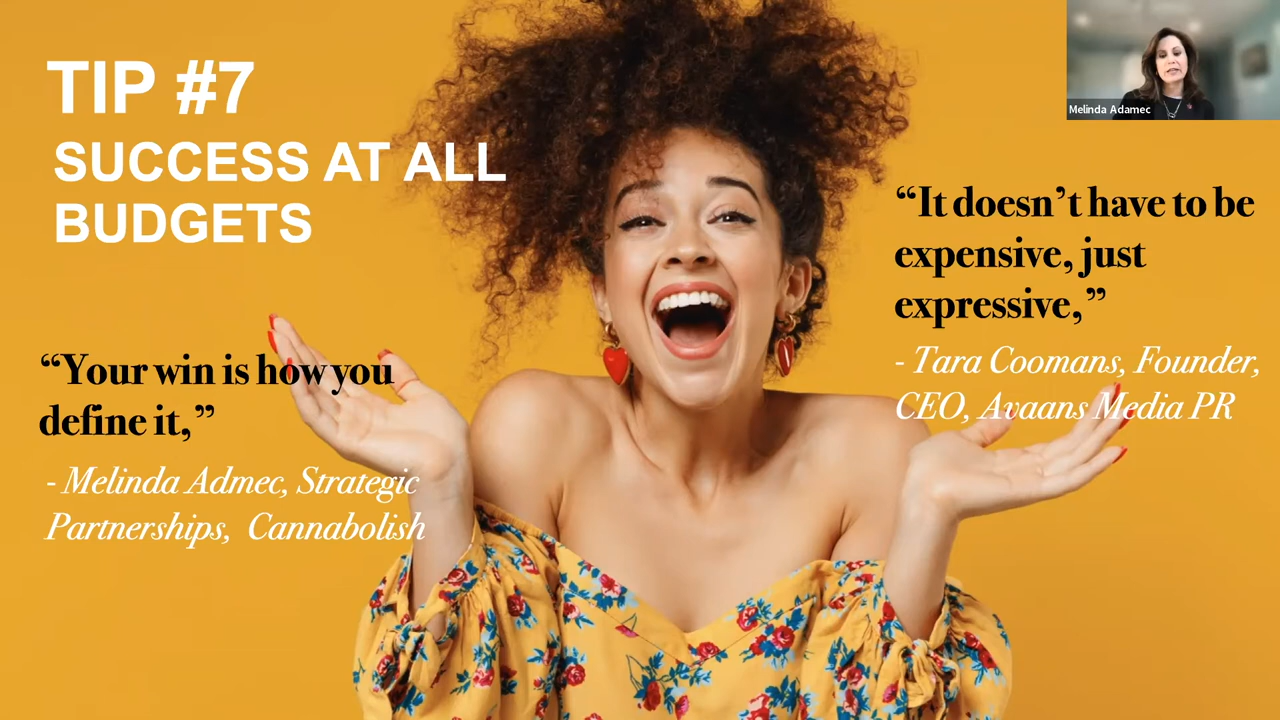 TIP #7
SUCCESS AT ALL
BUDGETS
“Your win is how you
define it,”
- Melinda Admec, Strategic
Partnerships, Cannabolish
Melinda Adamec
“It doesn’t have to be
expensive, just
expressive,”
- Tara Coomans, Founder,
CEO, Avaans Media PR